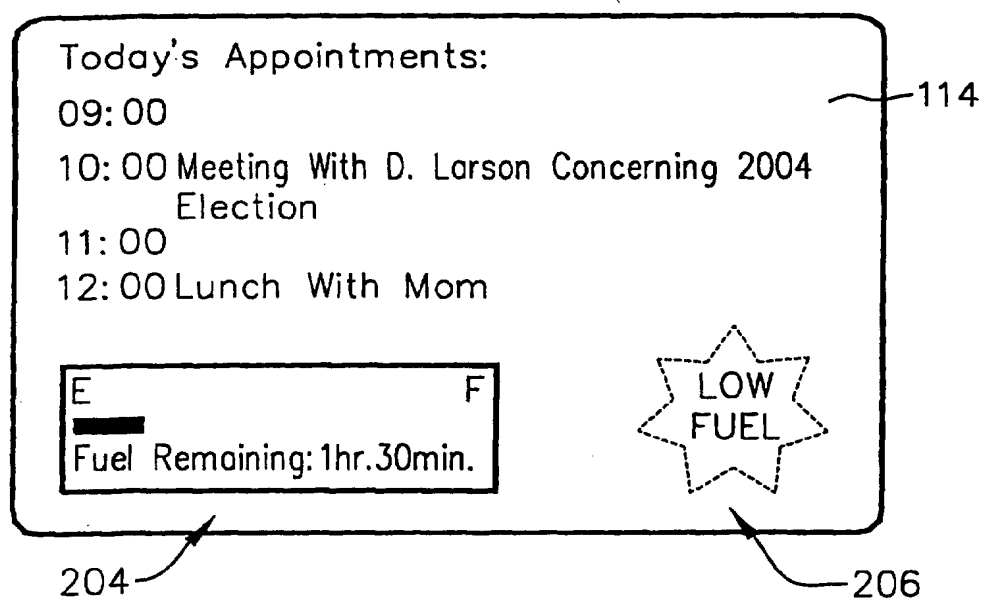 Today's Appointments:
114
09:00
10:00 Meeting With D. Larson Concerning 2004
Election
11:00
12:00 Lunch With Mom
E F
Fuel Remaining: 1hr.30min.
LOW
FUEL
204
206